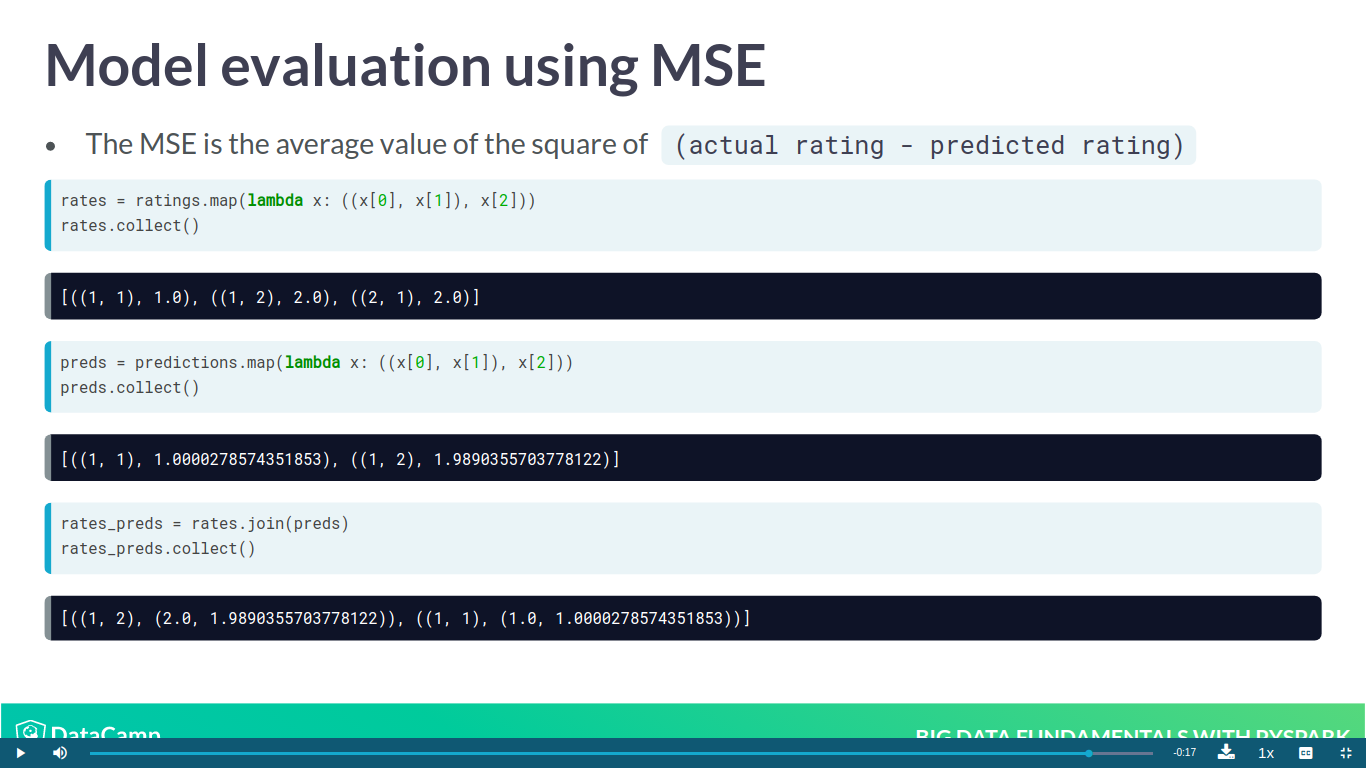 Model evaluation using MSE
• The MSE is the average value of the square of (actual rating - predicted rating)
rates = ratings.map(lambda x: ((x[0], x[1]), x[2]))
rates.collect()
[((1, 1), 1.0), ((1, 2), 2.0), ((2, 1), 2.0)]
preds = predictions.map(lambda x: ((x[0], x[1]), x[2]))
preds.collect()
[((1, 1), 1.0000278574351853), ((1, 2), 1.9890355703778122)]
rates_preds = rates.join(preds)
rates_preds.collect()
[((1, 2), (2.0, 1.9890355703778122)), ((1, 1), (1.0, 1.0000278574351853))]
DataCamp
BIG DATA FUNDAMENTALS WITH PYSPARK
-0:17
1x
CC